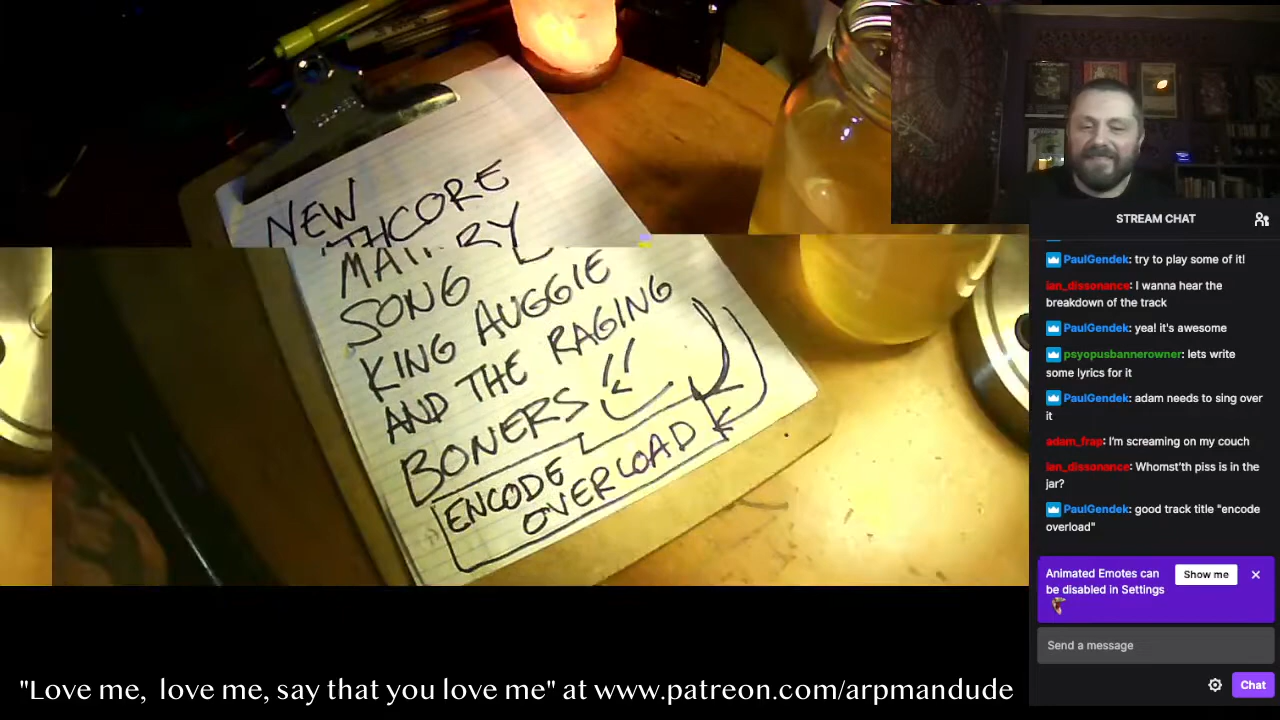 NEW
MATHCORE
SONG
KING AUGGIE
AND THE RAGING
BONERS
ENCODE
OVERLOAD
STREAM CHAT
PaulGendek: try to play some of it!
ian_dissonance: I wanna hear the
breakdown of the track
PaulGendek: yea! it's awesome
psyopusbannerowner: lets write
some lyrics for it
PaulGendek: adam needs to sing over
it
adam_frap: I'm screaming on my couch
ian_dissonance: Whomst'th piss is in the
jar?
PaulGendek: good track title "encode
overload"
Animated Emotes can
be disabled in Settings
Show me
Send a message
Chat
"Love me, love me, say that you love me" at www.patreon.com/arpmandude